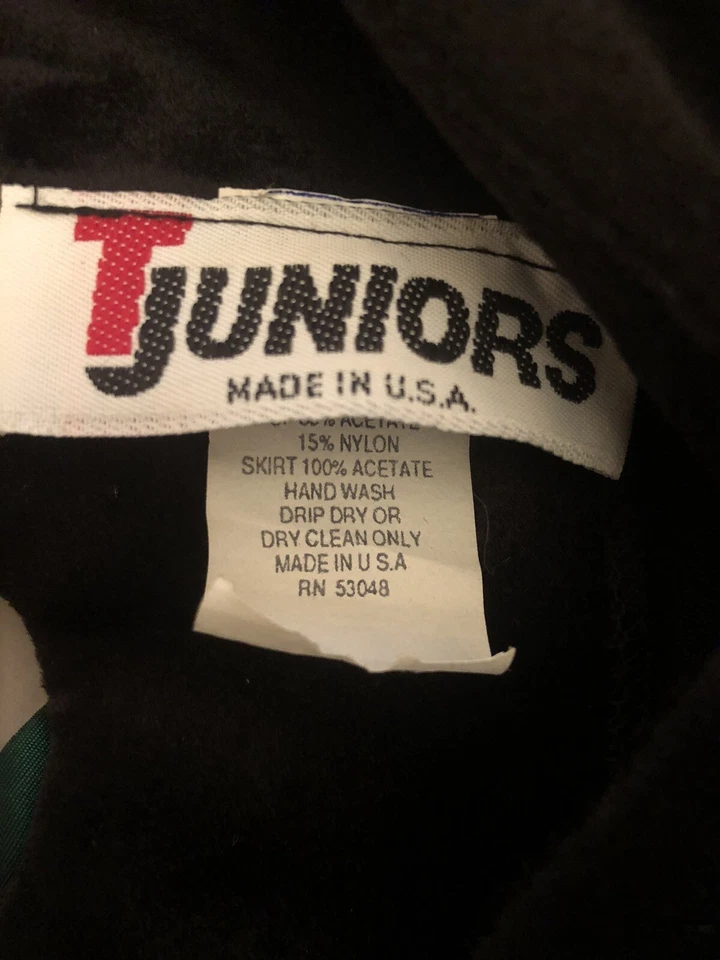 TJUNIORS
MADE IN U.S.A.
ACETATE
15% NYLON
SKIRT 100% ACETATE
HAND WASH
DRIP DRY OR
DRY CLEAN ONLY
MADE IN U S.A
RN 53048